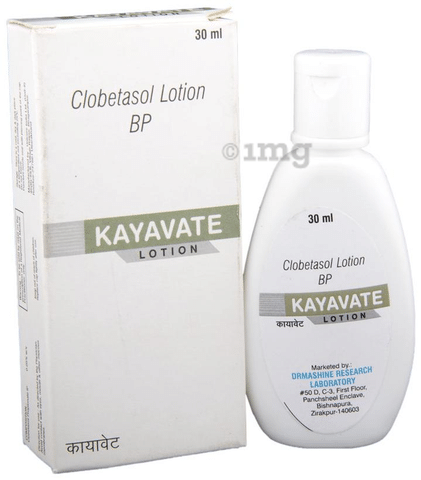 30 ml
Clobetasol Lotion
BP
KAYAVATE
LOTION
कायावेट
1mg
30 ml
Clobetasol Lotion
BP
KAYAVATE
LOTION
कायावेट
Marketed by.:
ORMASHINE RESEARCH
LABORATORY
#50 D, C-3, First Floor,
Panchsheel Enclave,
Bishnapura,
Zirakpur-140603